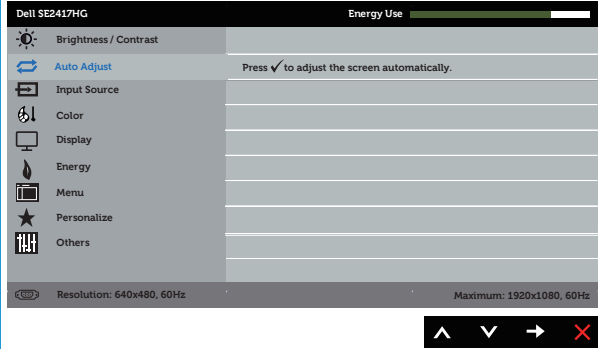 Dell SE2417HG Energy Use
Brightness / Contrast
Auto Adjust Press ✓ to adjust the screen automatically.
Input Source
Color
Display
Energy
Menu
Personalize
Others
Resolution: 640x480, 60Hz Maximum: 1920x1080, 60Hz